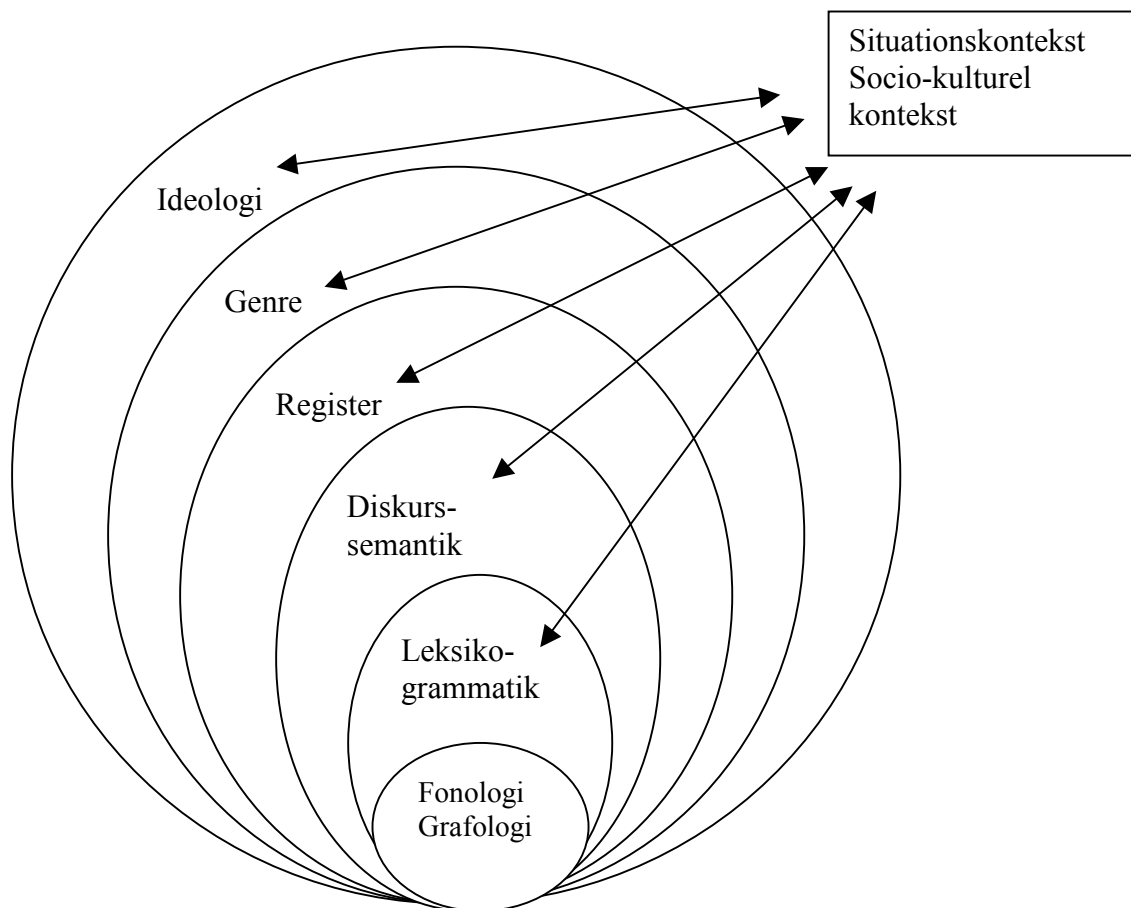 Situationskontekst
Socio-kulturel
kontekst
Ideologi
Genre
Register
Diskurs-
semantik
Leksiko-
grammatik
Fonologi
Grafologi